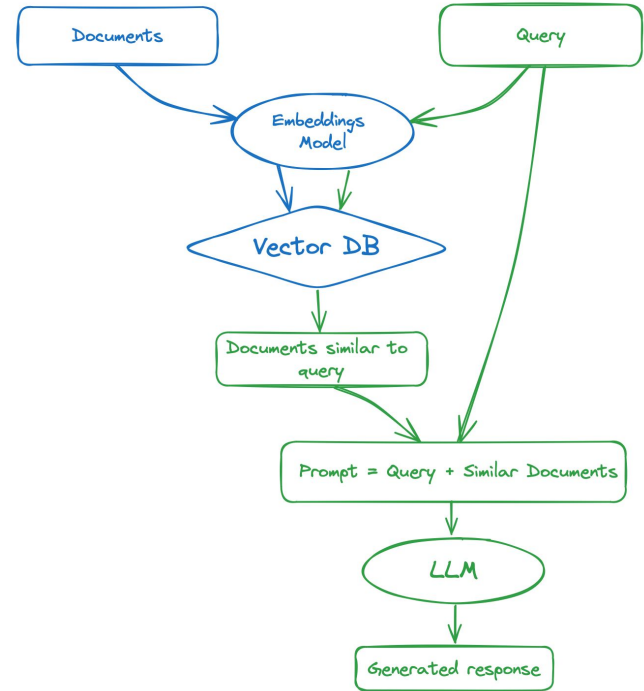 Documents
Query
Embeddings
Model
Vector DB
Documents similar to
query
Prompt = Query + Similar Documents
LLM
Generated response